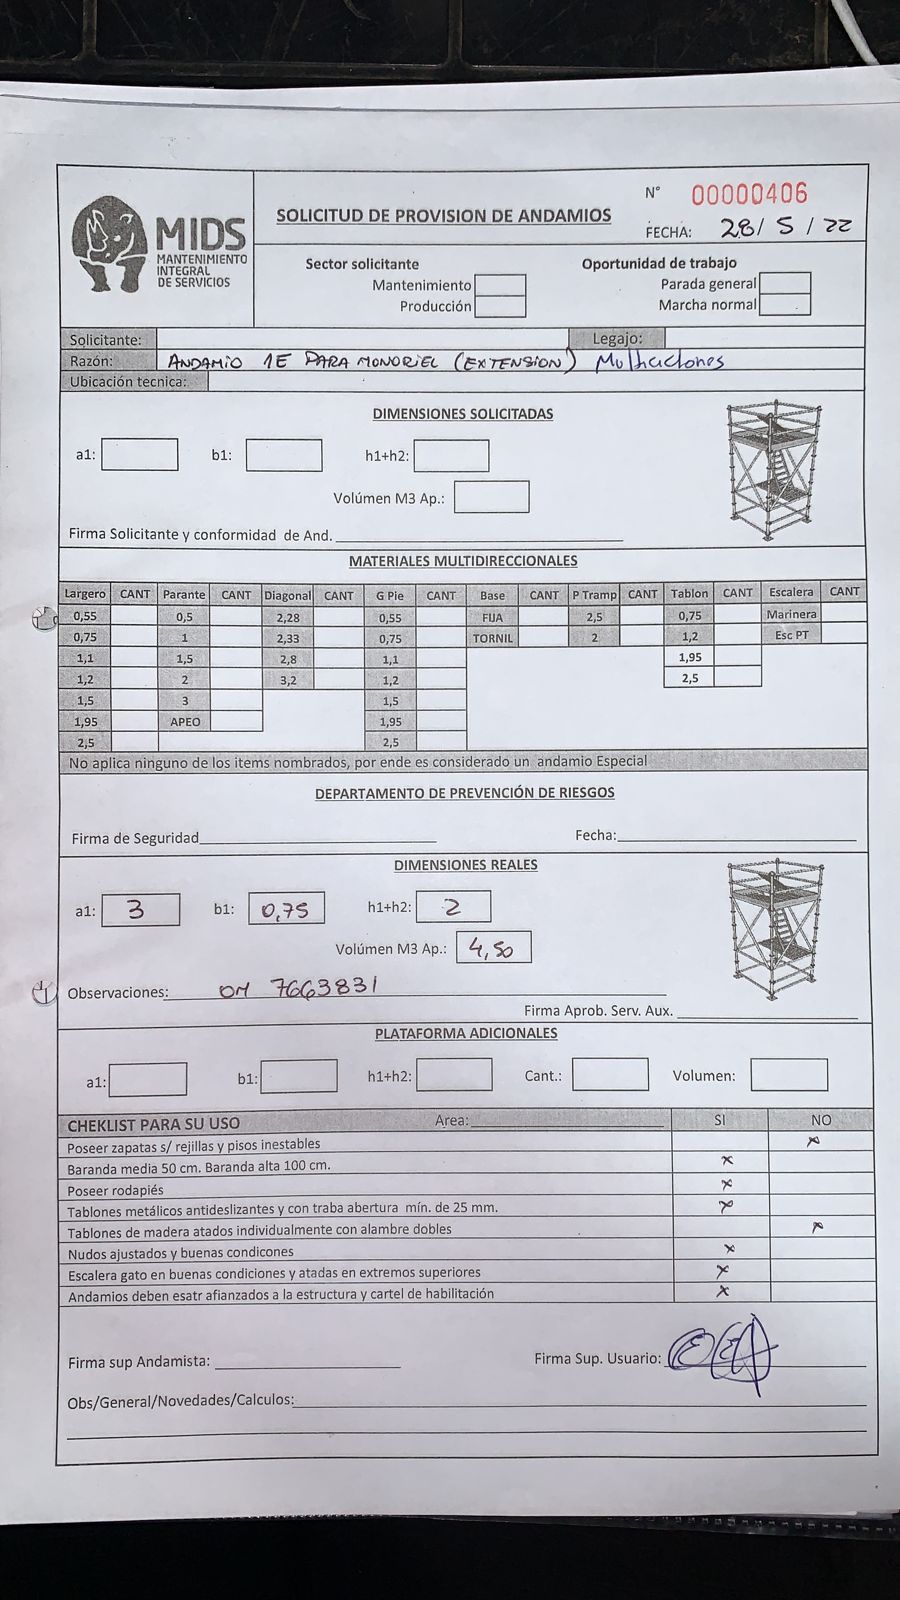 MIDS
MANTENIMIENTO
INTEGRAL
DE SERVICIOS
SOLICITUD DE PROVISION DE ANDAMIOS
N° 00000406
FECHA: 28/ 5 / 22
Sector solicitante
Mantenimiento
Producción
Oportunidad de trabajo
Parada general
Marcha normal
Solicitante: Legajo:
Razón: ANDAMIO 1E PARA MONORIEL (EXTENSION)
Ubicación tecnica:
DIMENSIONES SOLICITADAS
a1: b1: h1+h2:
Volúmen M3 Ap.:
Firma Solicitante y conformidad de And.
MATERIALES MULTIDIRECCIONALES
Largero CANT Parante CANT Diagonal CANT G Pie CANT Base CANT P Tramp CANT Tablon CANT Escalera CANT
0,55 0,5 2,28 0,55 FIJA 2,5 0,75 Marinera
0,75 1 2,33 0,75 TORNIL 2 1,2 Esc PT
1,1 1,5 2,8 1,1 1,95
1,2 2 3,2 1,2 2,5
1,5 3 1,5
1,95 APEO 1,95
2,5 2,5
No aplica ninguno de los items nombrados, por ende es considerado un andamio Especial
DEPARTAMENTO DE PREVENCIÓN DE RIESGOS
Firma de Seguridad Fecha:
DIMENSIONES REALES
a1: 3 b1: 0,75 h1+h2: 2
Volúmen M3 Ap.: 4,50
Observaciones: OM 7663831
Firma Aprob. Serv. Aux.
PLATAFORMA ADICIONALES
a1: b1: h1+h2: Cant.: Volumen:
CHEKLIST PARA SU USO Area: SI NO
Poseer zapatas s/ rejillas y pisos inestables x
Baranda media 50 cm. Baranda alta 100 cm. x
Poseer rodapiés x
Tablones metálicos antideslizantes y con traba abertura mín. de 25 mm. x
Tablones de madera atados individualmente con alambre dobles x
Nudos ajustados y buenas condicones x
Escalera gato en buenas condiciones y atadas en extremos superiores x
Andamios deben esatr afianzados a la estructura y cartel de habilitación x
Firma sup Andamista: Firma Sup. Usuario:
Obs/General/Novedades/Calculos: